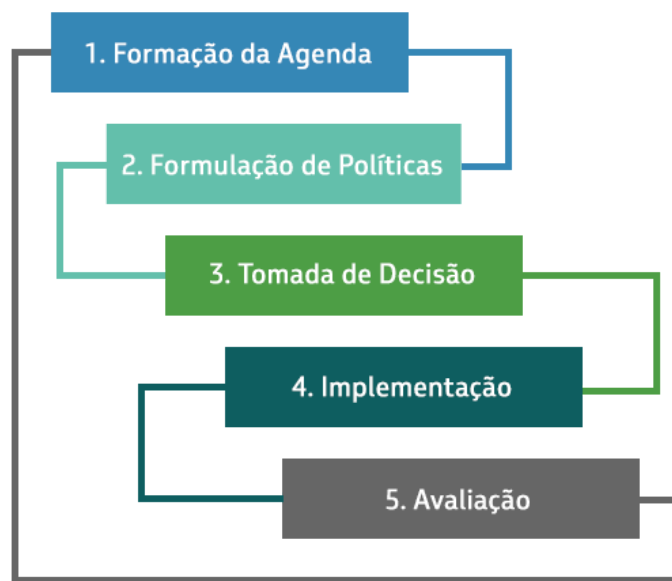 1. Formação da Agenda
2. Formulação de Políticas
3. Tomada de Decisão
4. Implementação
5. Avaliação